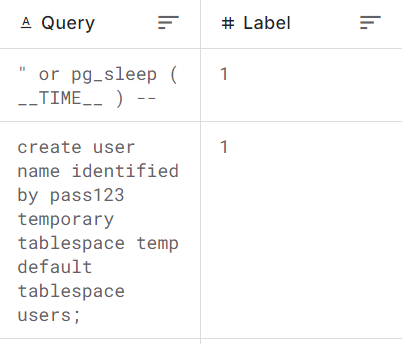 A Query
# Label
" or pg_sleep (
__TIME__ ) --
1
create user
name identified
by pass123
temporary
tablespace temp
default
tablespace
users;
1